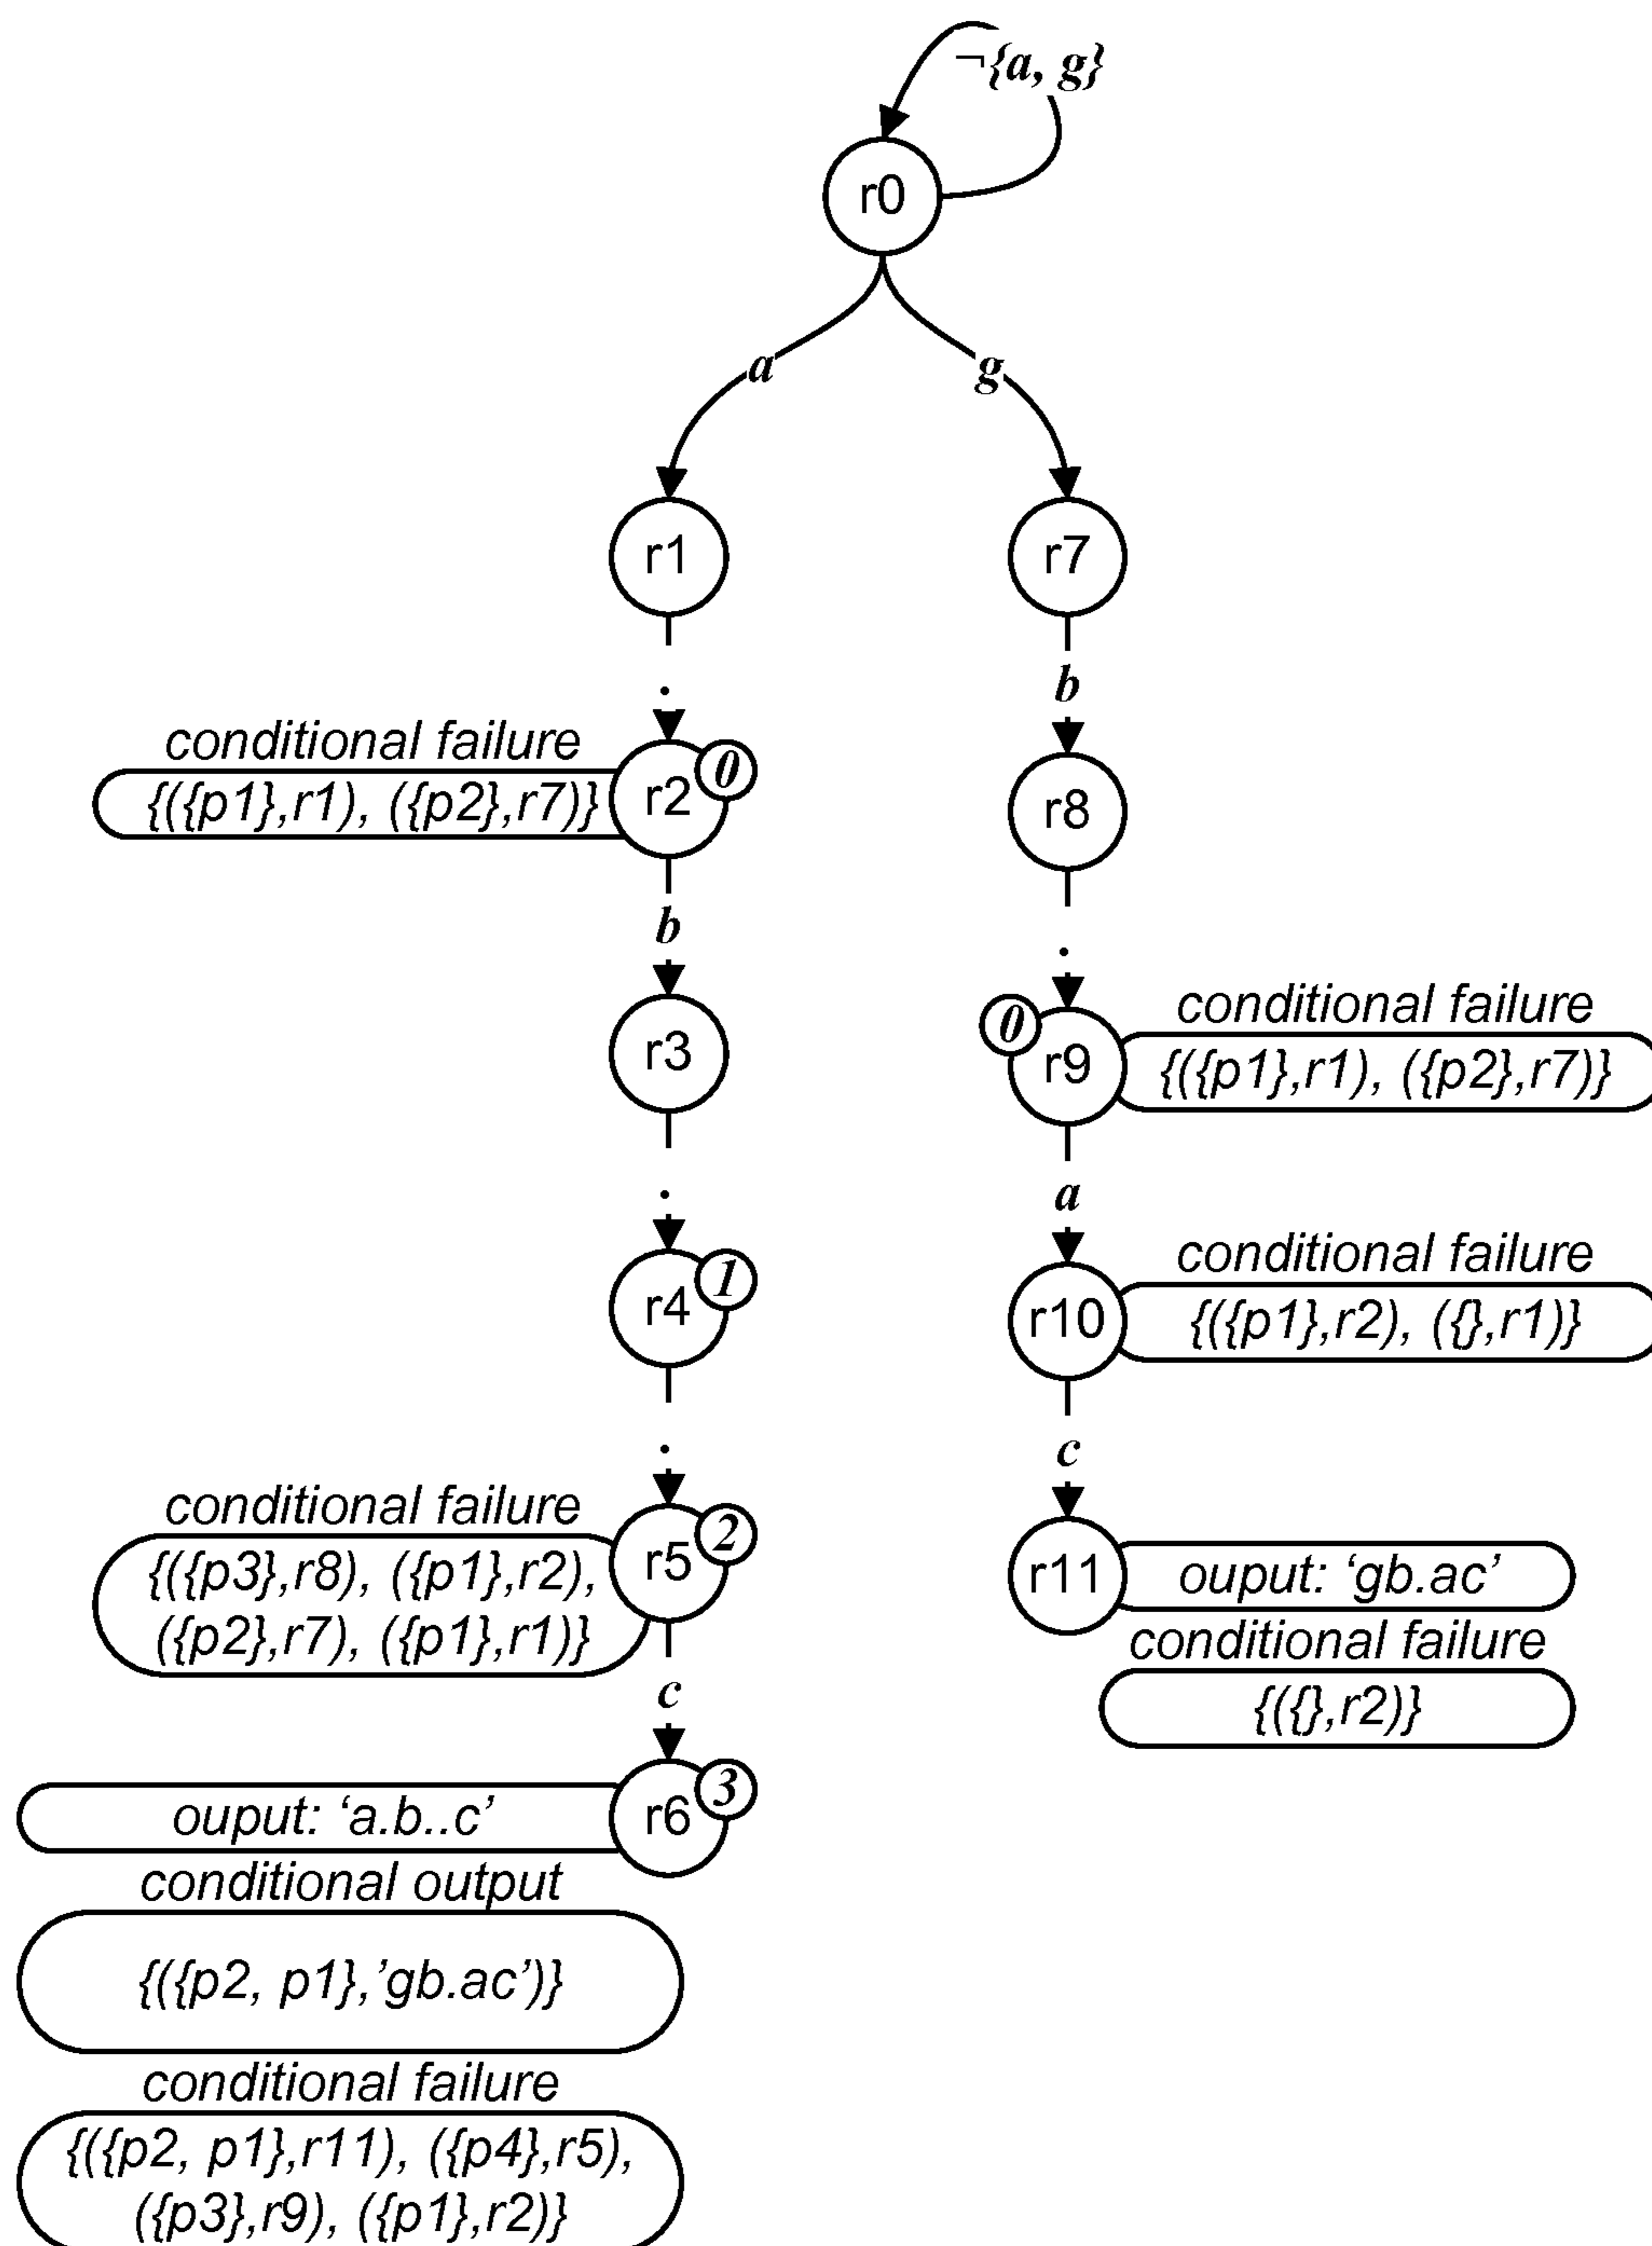 ¬{a, g}
r0
a
g
r1
r7
.
b
conditional failure
{({p1},r1), ({p2},r7)}
r2
0
r8
b
.
r3
0
r9
conditional failure
{({p1},r1), ({p2},r7)}
.
a
r4
1
r10
conditional failure
{({p1},r2), ({},r1)}
.
c
conditional failure
{({p3},r8), ({p1},r2),
({p2},r7), ({p1},r1)}
r5
2
r11
ouput: ‘gb.ac’
conditional failure
{({},r2)}
c
ouput: ‘a.b..c’
r6
3
conditional output
{({p2, p1},’gb.ac’)}
conditional failure
{({p2, p1},r11), ({p4},r5),
({p3},r9), ({p1},r2)}